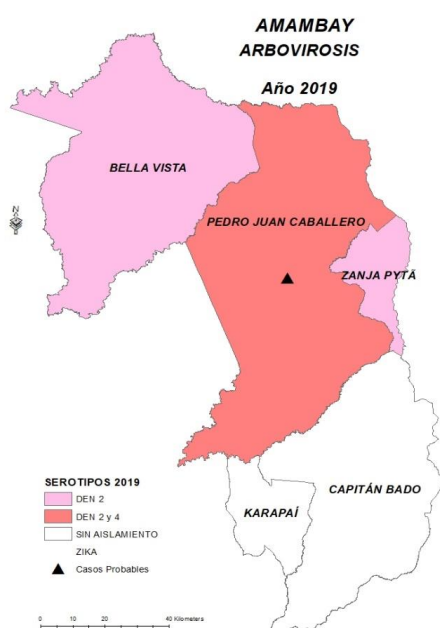 AMAMBAY
ARBOVIROSIS
Año 2019
BELLA VISTA
PEDRO JUAN CABALLERO
ZANJA PYTÃ
CAPITÁN BADO
KARAPAÍ
SEROTIPOS 2019
DEN 2
DEN 2 y 4
SIN AISLAMIENTO
ZIKA
Casos Probables
0 10 20 40 Kilometers